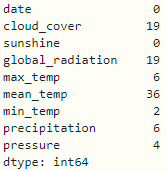 date 0
cloud_cover 19
sunshine 0
global_radiation 19
max_temp 6
mean_temp 36
min_temp 2
precipitation 6
pressure 4
dtype: int64